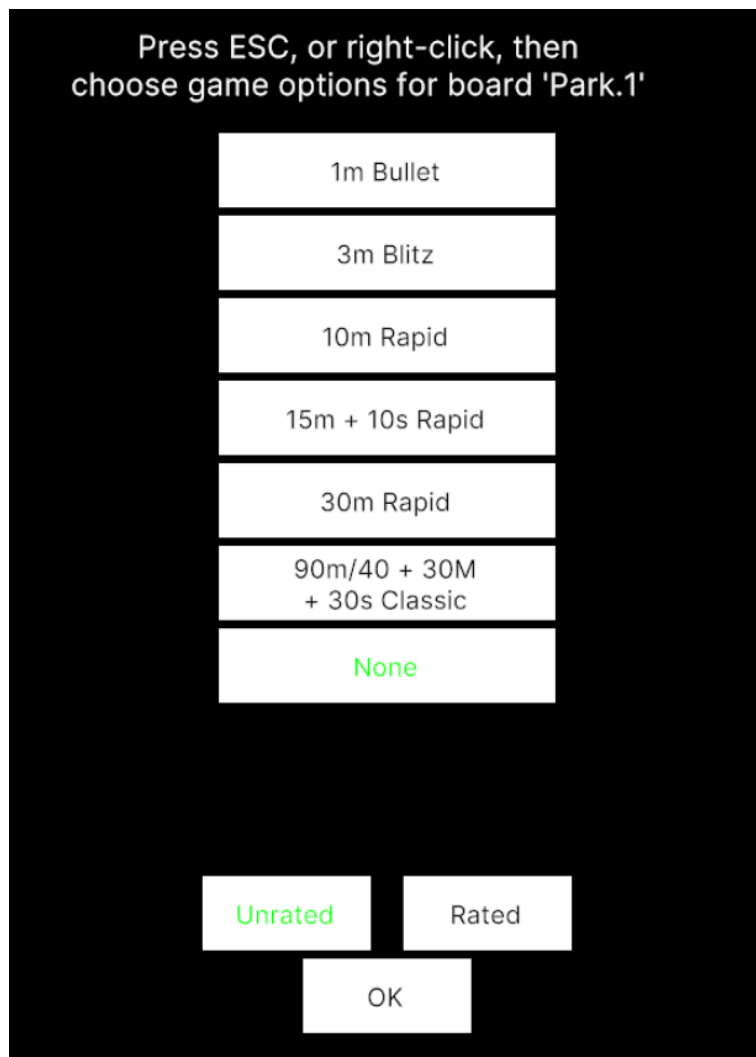 Press ESC, or right-click, then
choose game options for board 'Park.1'
1m Bullet
3m Blitz
10m Rapid
15m + 10s Rapid
30m Rapid
90m/40 + 30M
+ 30s Classic
None
Unrated
Rated
OK